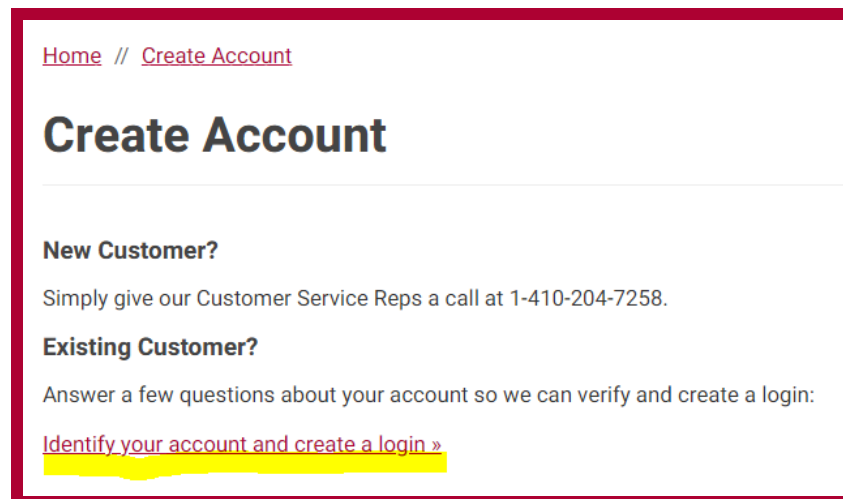 Home // Create Account
Create Account
New Customer?
Simply give our Customer Service Reps a call at 1-410-204-7258.
Existing Customer?
Answer a few questions about your account so we can verify and create a login:
Identify your account and create a login »